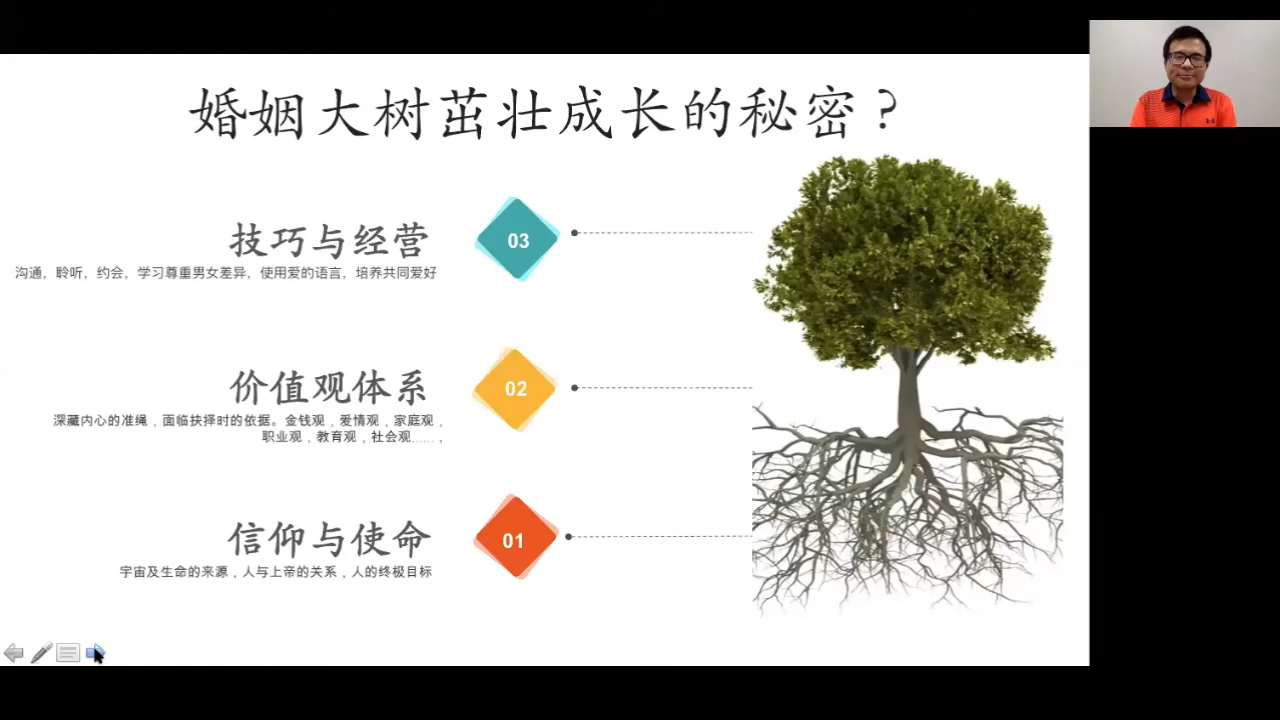 婚姻大树茁壮成长的秘密？
03
技巧与经营
沟通，聆听，约会，学习尊重男女差异，使用爱的语言，培养共同爱好
02
价值观体系
深藏内心的准绳，面临抉择时的依据。金钱观，爱情观，家庭观，
职业观，教育观，社会观……，
01
信仰与使命
宇宙及生命的来源，人与上帝的关系，人的终极目标